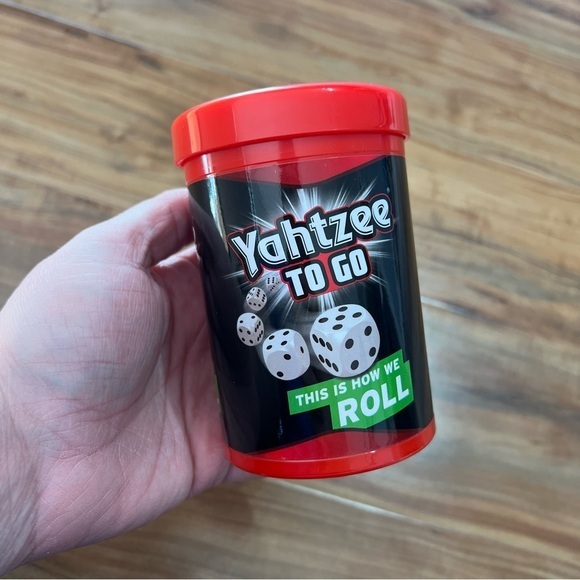 Yahtzee
TO GO
THIS IS HOW WE
ROLL